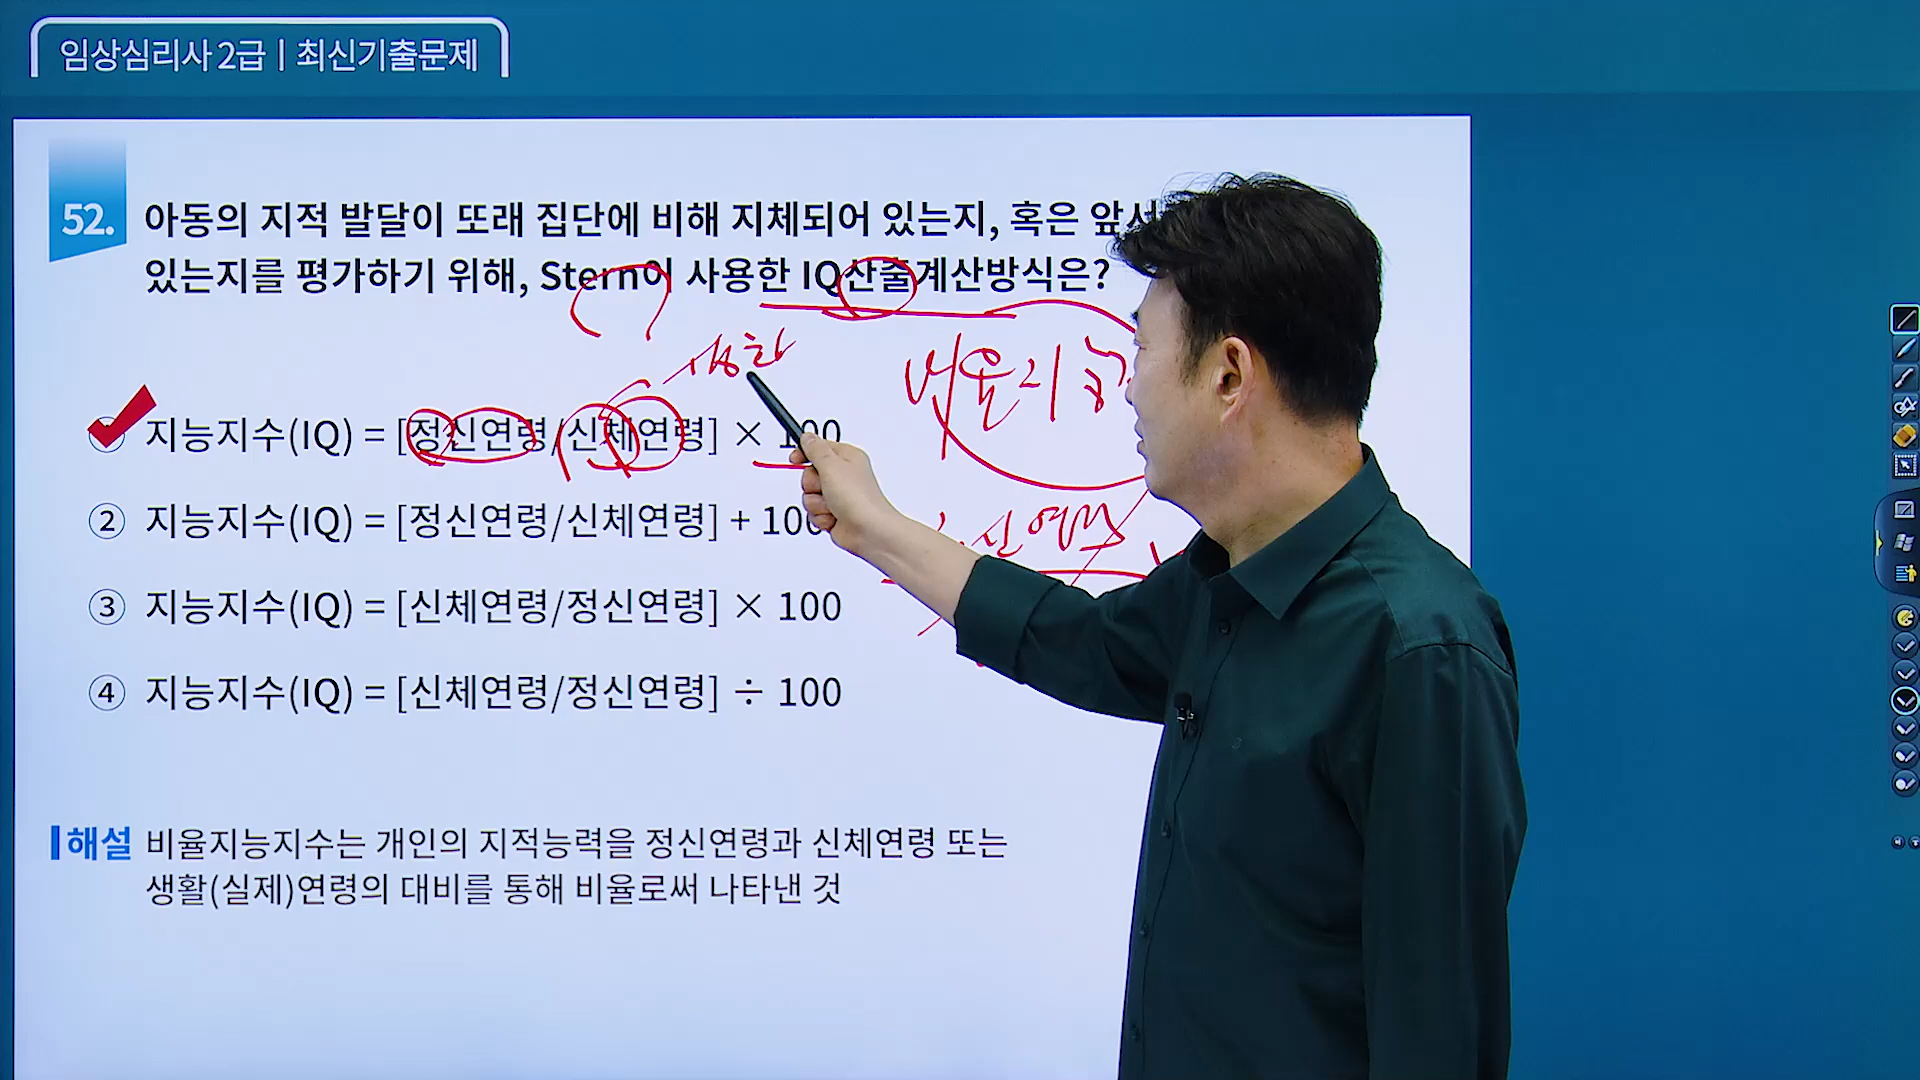 임상심리사 2급 | 최신기출문제
52. 아동의 지적 발달이 또래 집단에 비해 지체되어 있는지, 혹은 앞서
있는지를 평가하기 위해, Stern이 사용한 IQ산출계산방식은?
생활
비율지능
① 지능지수(IQ) = [정신연령/신체연령] × 100
정신연령
② 지능지수(IQ) = [정신연령/신체연령] + 100
③ 지능지수(IQ) = [신체연령/정신연령] × 100
④ 지능지수(IQ) = [신체연령/정신연령] ÷ 100
해설 비율지능지수는 개인의 지적능력을 정신연령과 신체연령 또는
생활(실제)연령의 대비를 통해 비율로써 나타낸 것